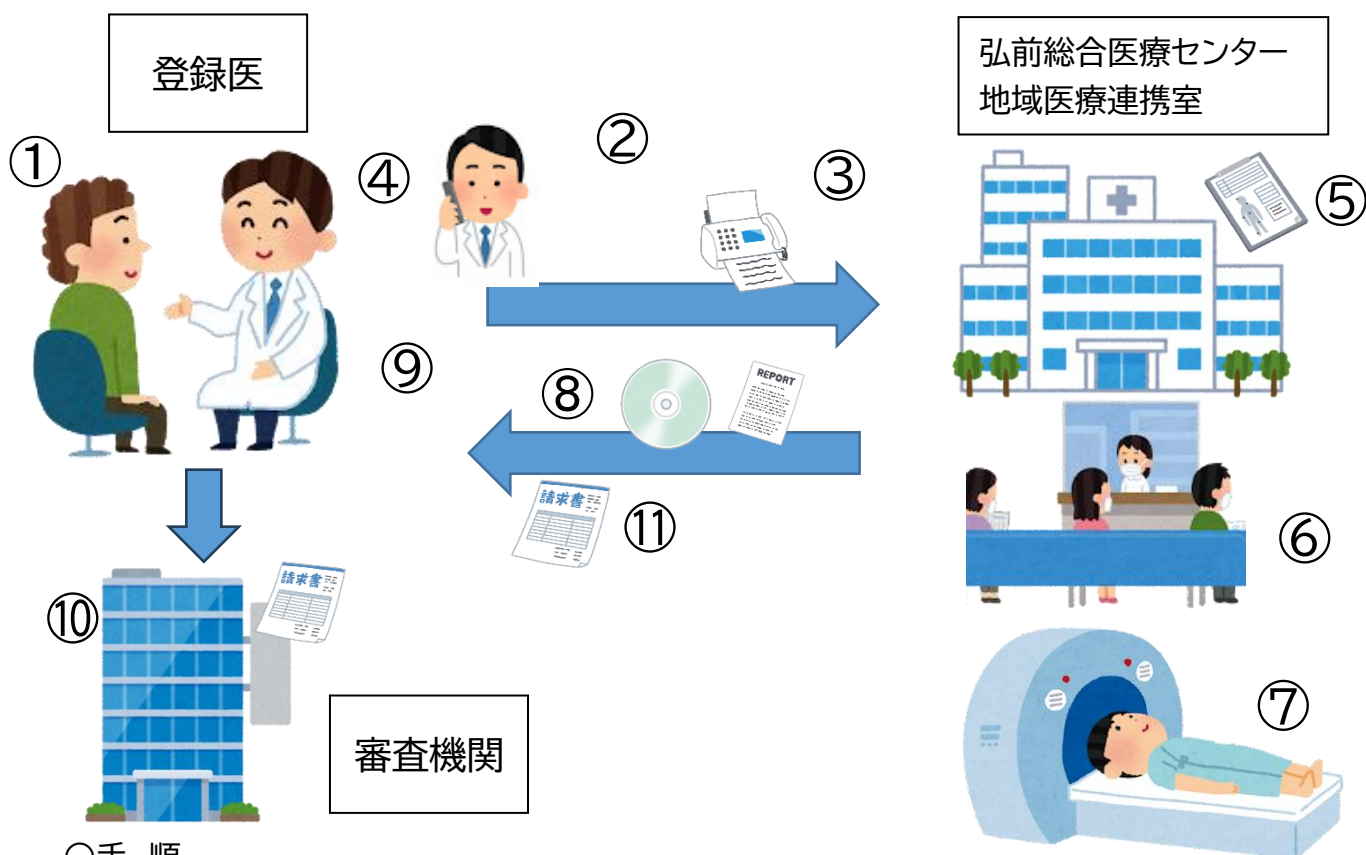 登録医
弘前総合医療センター
地域医療連携室
①
④
②
③
⑤
⑨
⑧
REPORT
請求書
⑪
⑥
⑩
請求書
審査機関
⑦